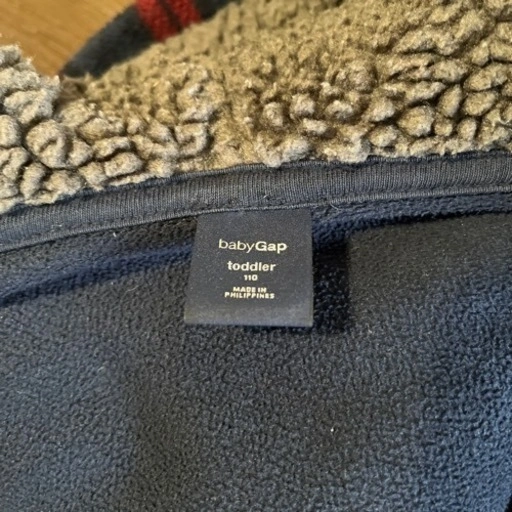 babyGap
toddler
110
MADE IN
PHILIPPINES